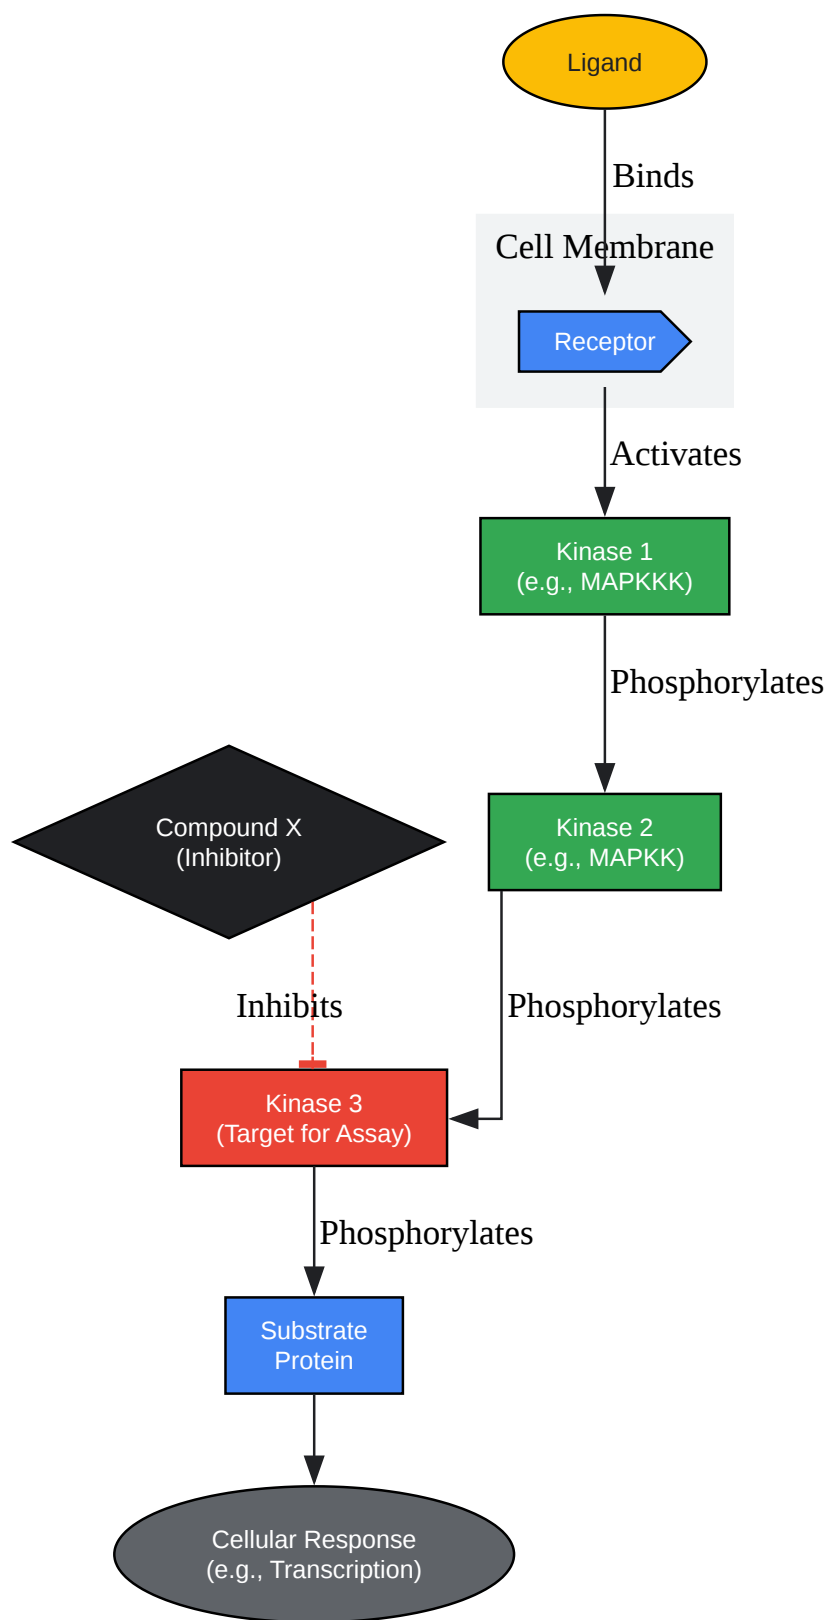 Ligand
Binds
Cell Membrane
Receptor
Activates
Kinase 1
(e.g., MAPKKK)
Phosphorylates
Compound X
(Inhibitor)
Kinase 2
(e.g., MAPKK)
Inhibits
Phosphorylates
Kinase 3
(Target for Assay)
Phosphorylates
Substrate
Protein
Cellular Response
(e.g., Transcription)